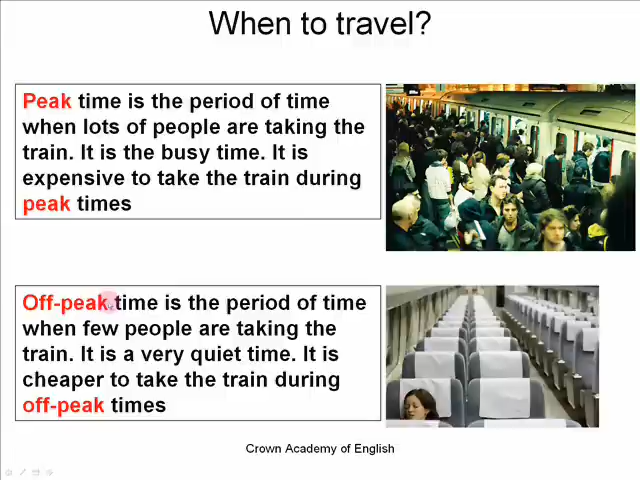 When to travel?
Peak time is the period of time
when lots of people are taking the
train. It is the busy time. It is
expensive to take the train during
peak times
Off-peak time is the period of time
when few people are taking the
train. It is a very quiet time. It is
cheaper to take the train during
off-peak times
Crown Academy of English